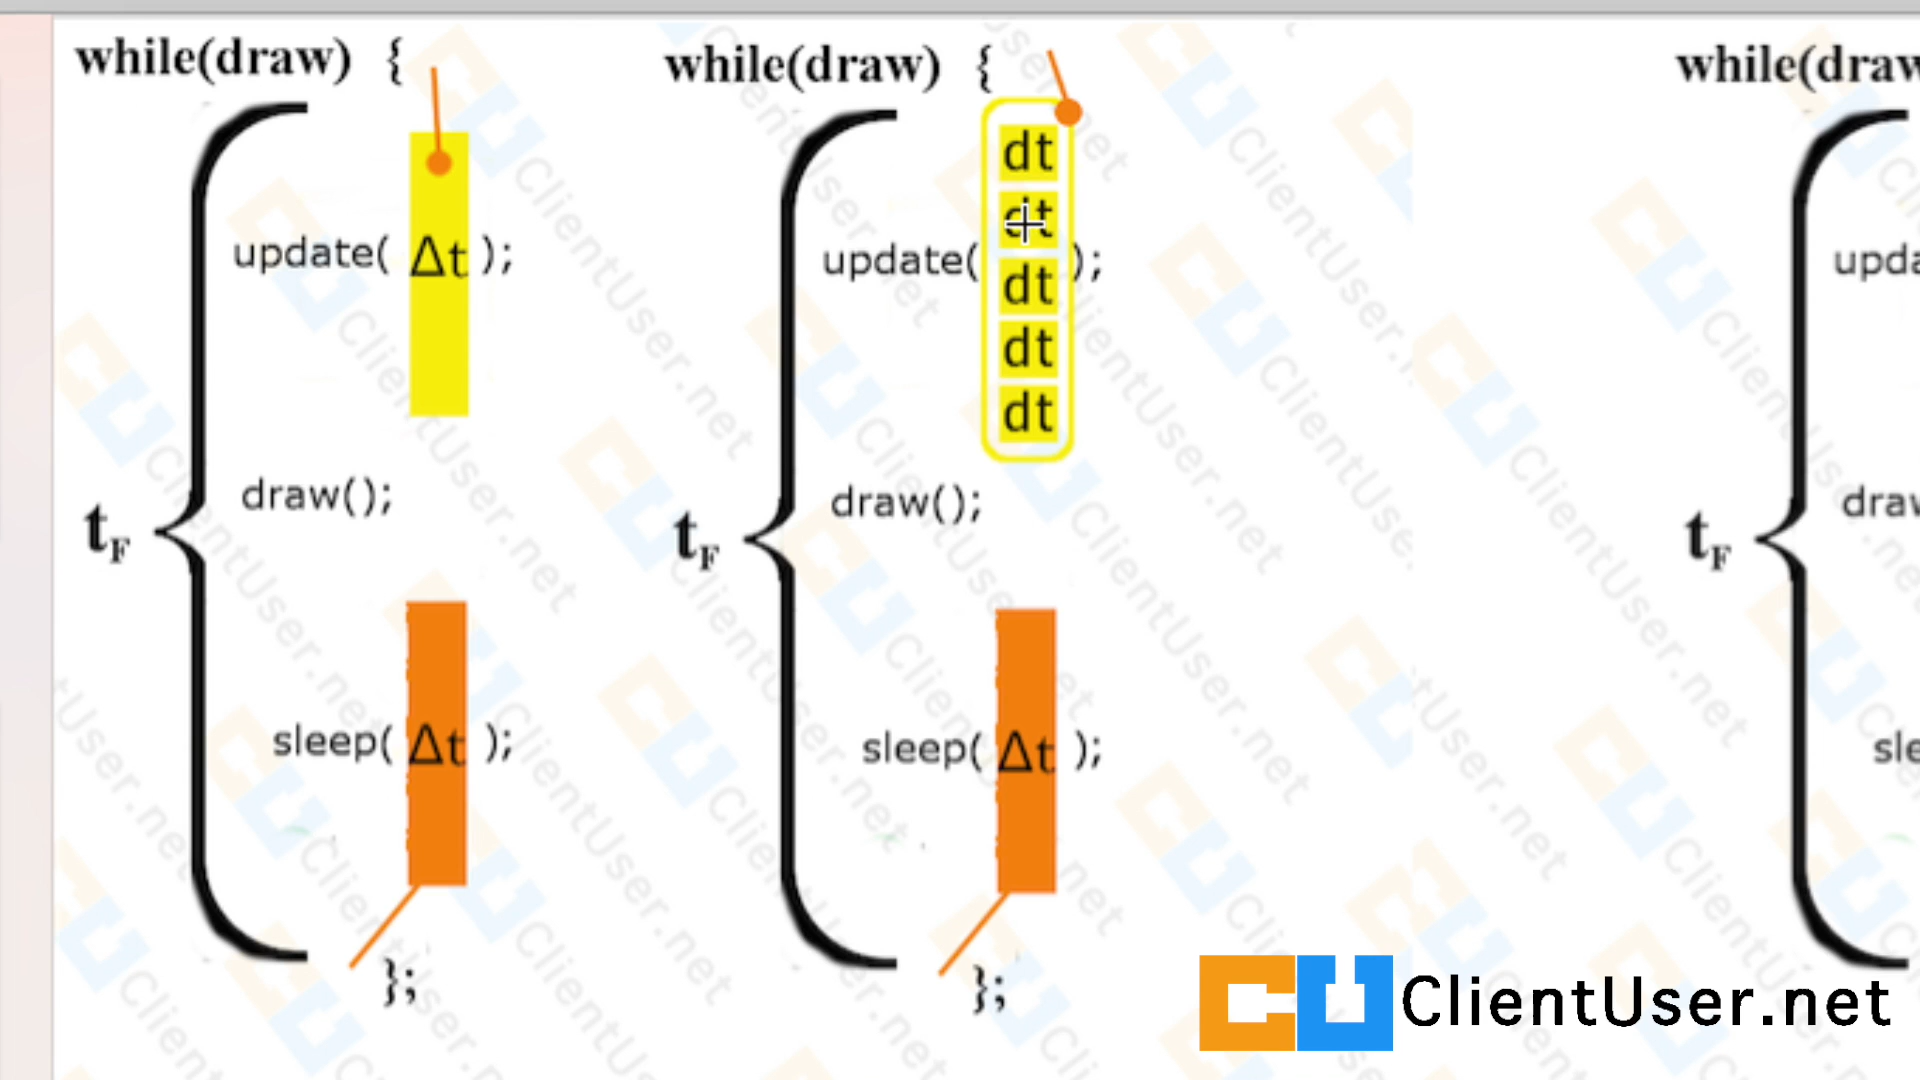 while(draw) {
update( Δt );
draw();
t_F
sleep( Δt );
};
while(draw) {
dt
dt
update( dt );
dt
dt
draw();
t_F
sleep( Δt );
};
while(draw
upda
draw
t_F
sle
ClientUser.net